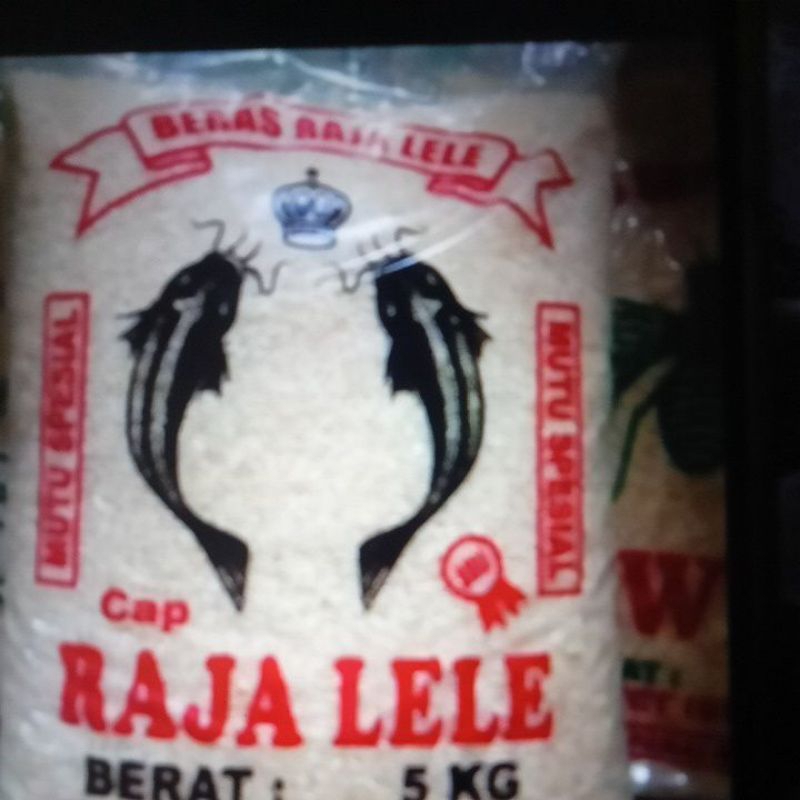 BERAS RAJA LELE
MUTU SPESIAL
MUTU SPESIAL
Cap
RAJA LELE
BERAT : 5 KG
W